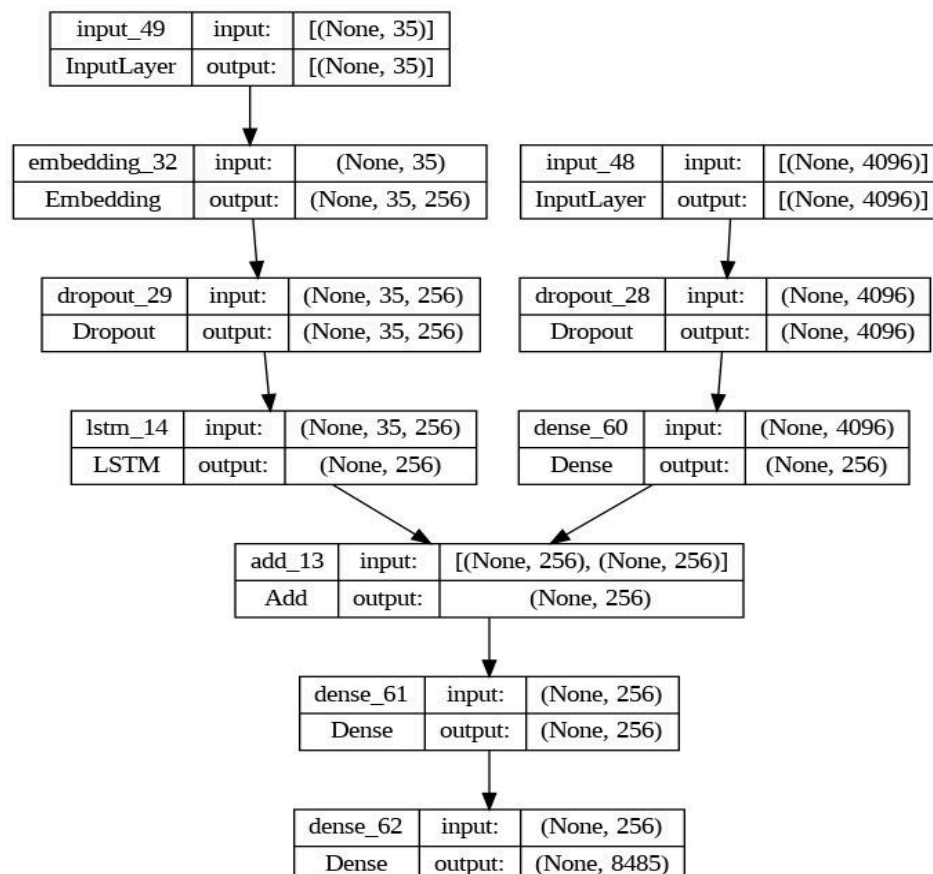 input_49 input: [(None, 35)]
InputLayer output: [(None, 35)]
embedding_32 input: (None, 35)
Embedding output: (None, 35, 256)
input_48 input: [(None, 4096)]
InputLayer output: [(None, 4096)]
dropout_29 input: (None, 35, 256)
Dropout output: (None, 35, 256)
dropout_28 input: (None, 4096)
Dropout output: (None, 4096)
lstm_14 input: (None, 35, 256)
LSTM output: (None, 256)
dense_60 input: (None, 4096)
Dense output: (None, 256)
add_13 input: [(None, 256), (None, 256)]
Add output: (None, 256)
dense_61 input: (None, 256)
Dense output: (None, 256)
dense_62 input: (None, 256)
Dense output: (None, 8485)